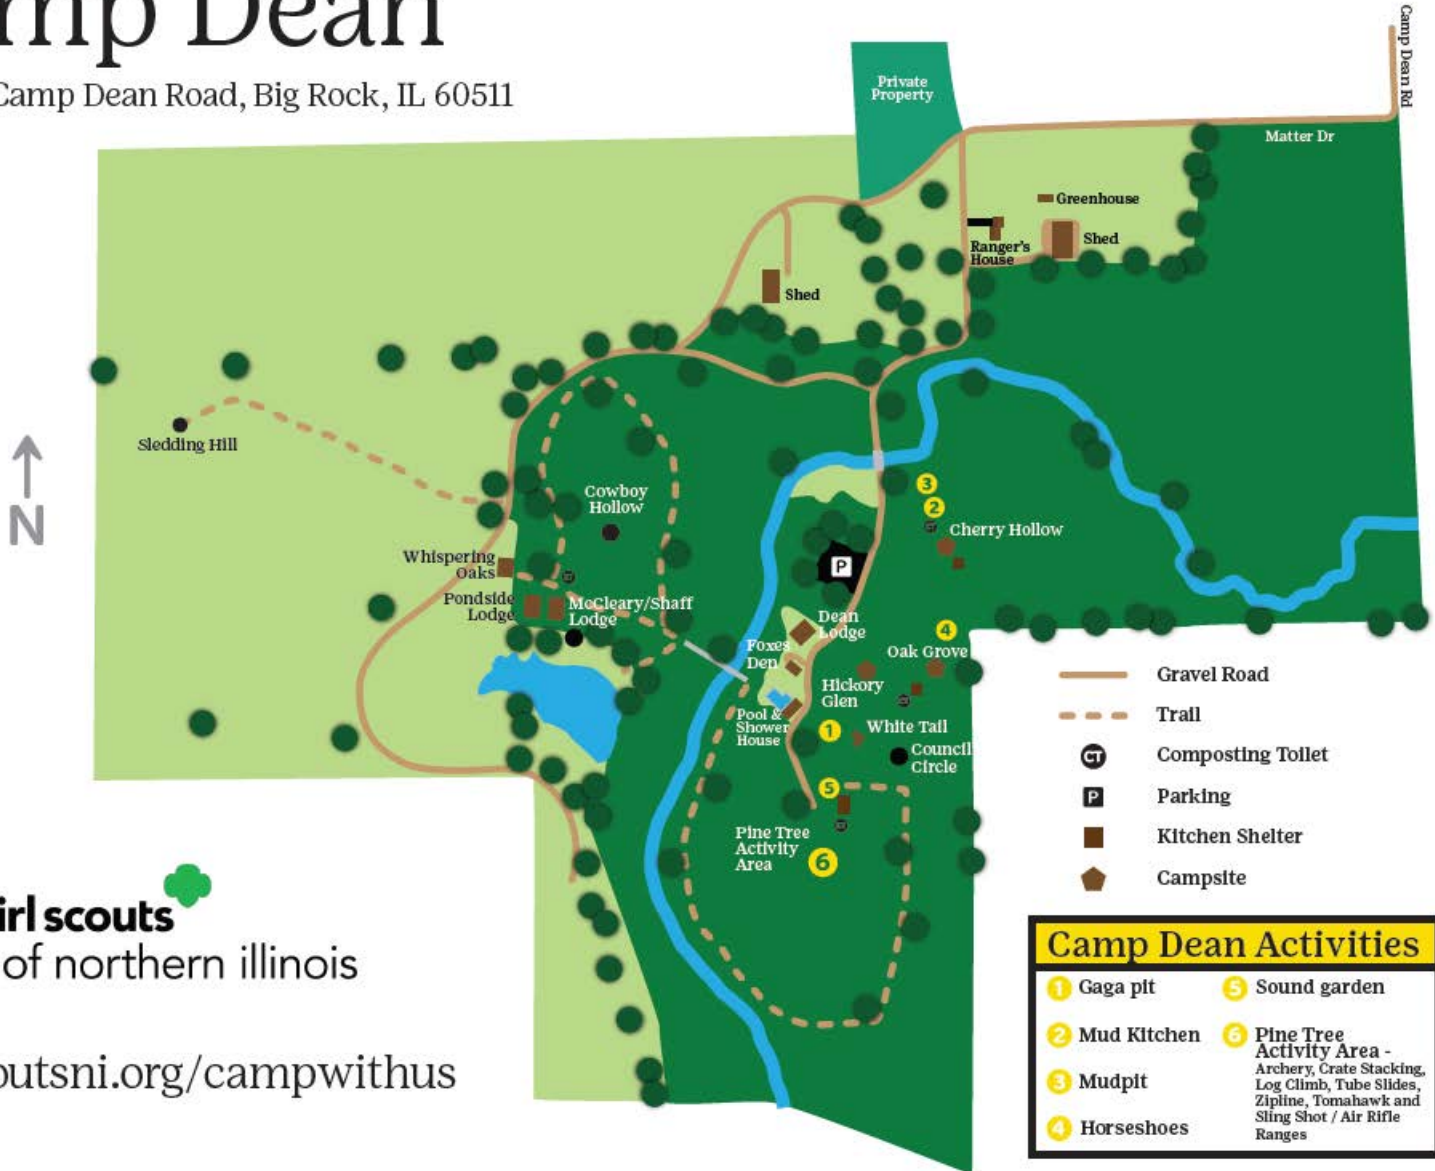 mp Dean
Camp Dean Road, Big Rock, IL 60511
Camp Dean Rd
Private
Property
Matter Dr
Greenhouse
Ranger's
House
Shed
Shed
Sledding Hill
N
Cowboy
Hollow
3
2
CT
Cherry Hollow
Whispering
Oaks
CT
P
Pondside
Lodge
McCleary/Shaff
Lodge
Dean
Lodge
4
Foxes
Den
Oak Grove
Hickory
Glen
CT
Pool &
Shower
House
1
White Tail
Council
Circle
5
CT
Pine Tree
Activity
Area
6
Gravel Road
Trail
CT Composting Toilet
P Parking
Kitchen Shelter
Campsite
irl scouts
of northern illinois
outsni.org/campwithus
Camp Dean Activities
1 Gaga pit
2 Mud Kitchen
3 Mudpit
4 Horseshoes
5 Sound garden
6 Pine Tree
Activity Area -
Archery, Crate Stacking,
Log Climb, Tube Slides,
Zipline, Tomahawk and
Sling Shot / Air Rifle
Ranges